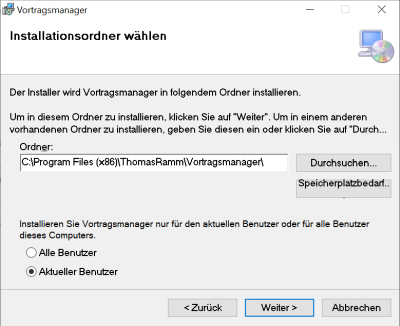 Vortragsmanager
Installationsordner wählen
Der Installer wird Vortragsmanager in folgendem Ordner installieren.
Um in diesem Ordner zu installieren, klicken Sie auf "Weiter". Um in einem anderen
vorhandenen Ordner zu installieren, geben Sie diesen ein oder klicken Sie auf "Durch...
Ordner:
C:\Program Files (x86)\ThomasRamm\Vortragsmanager\
Durchsuchen...
Speicherplatzbedarf..
Installieren Sie Vortragsmanager nur für den aktuellen Benutzer oder für alle Benutzer
dieses Computers.
Alle Benutzer
Aktueller Benutzer
< Zurück
Weiter >
Abbrechen